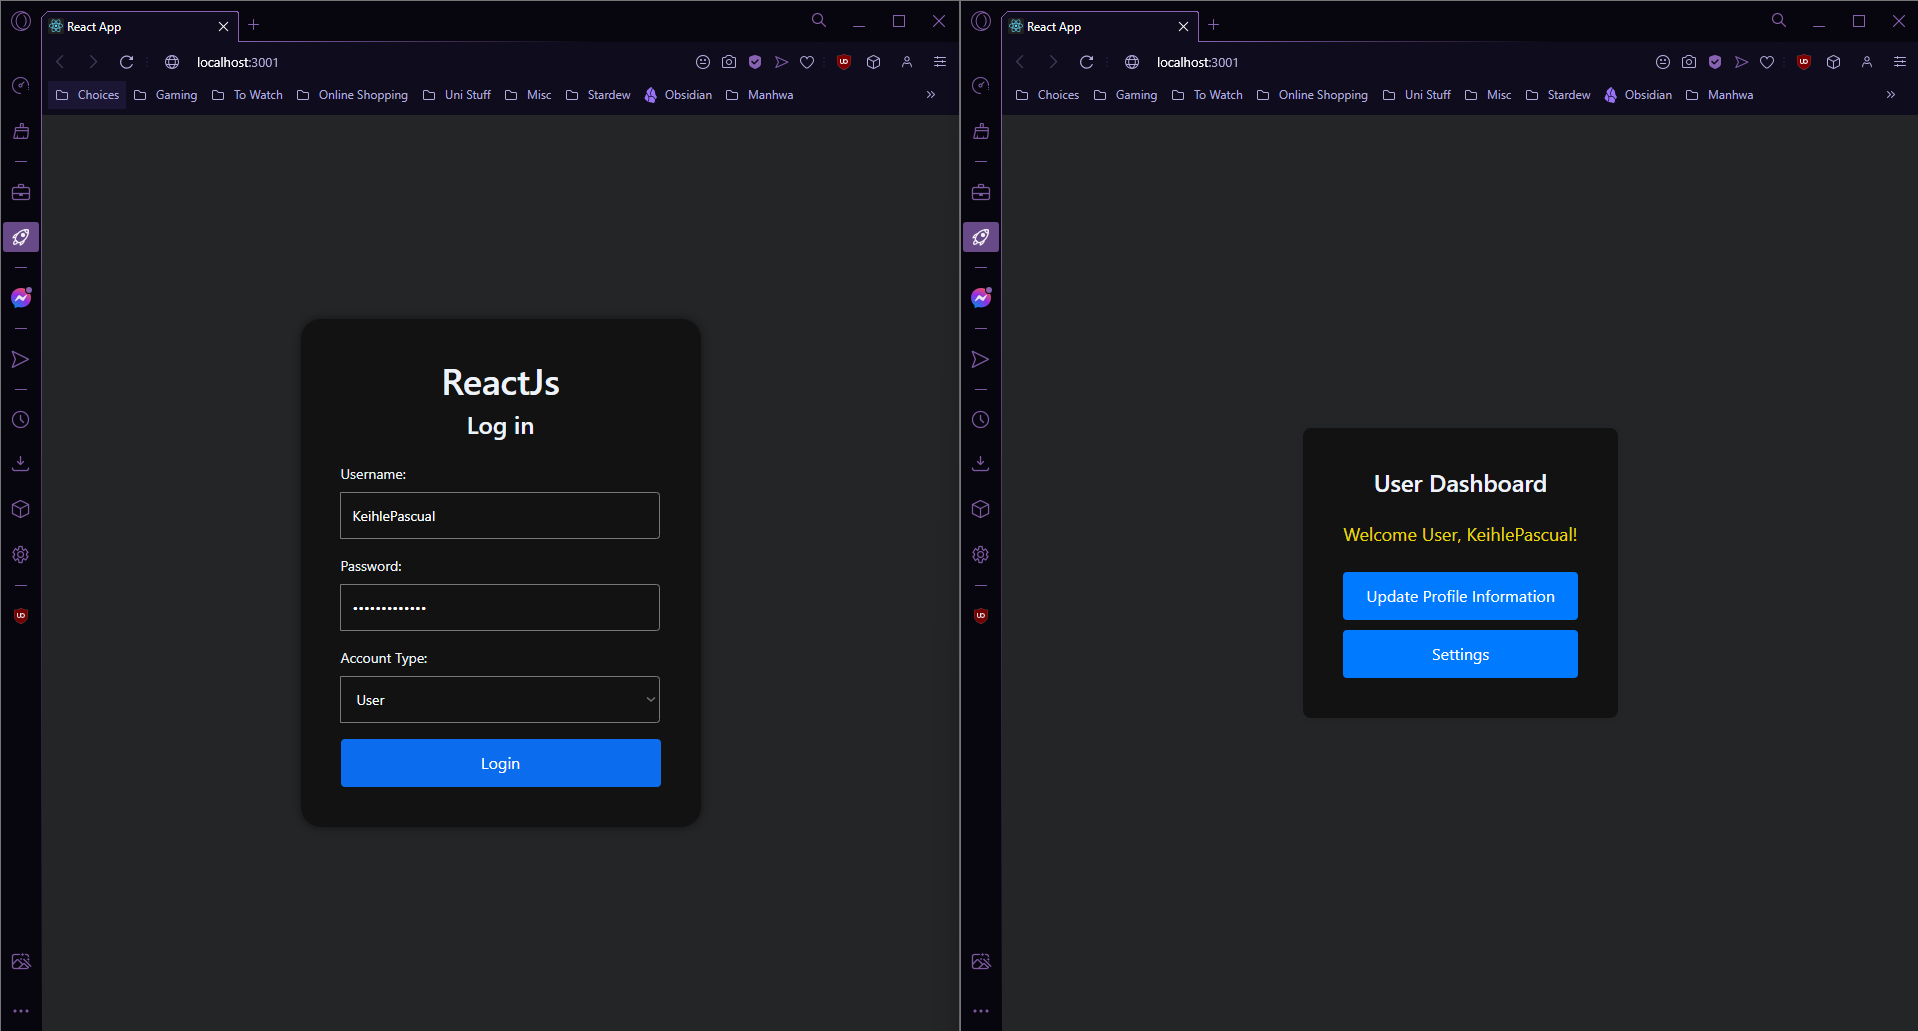 React App
localhost:3001
Choices Gaming To Watch Online Shopping Uni Stuff Misc Stardew Obsidian Manhwa »
ReactJs
Log in
Username:
KeihlePascual
Password:
•••••••••••••
Account Type:
User
Login
React App
localhost:3001
Choices Gaming To Watch Online Shopping Uni Stuff Misc Stardew Obsidian Manhwa »
User Dashboard
Welcome User, KeihlePascual!
Update Profile Information
Settings